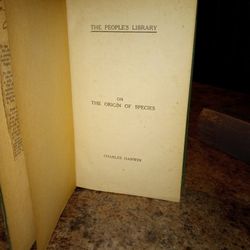 THE PEOPLE'S LIBRARY
ON
THE ORIGIN OF SPECIES
CHARLES DARWIN